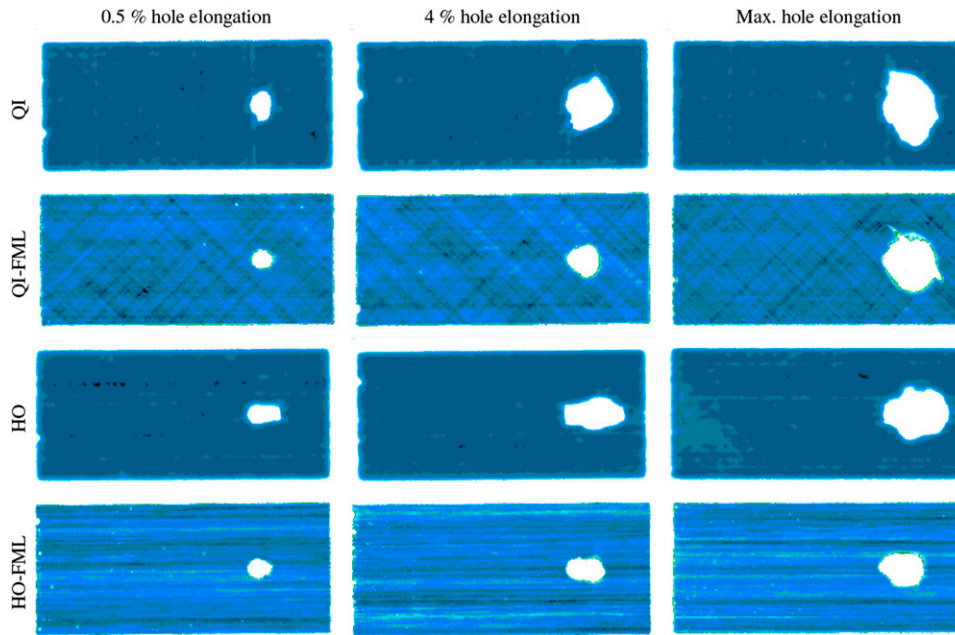 0.5 % hole elongation
4 % hole elongation
Max. hole elongation
QI
QI-FML
HO
HO-FML